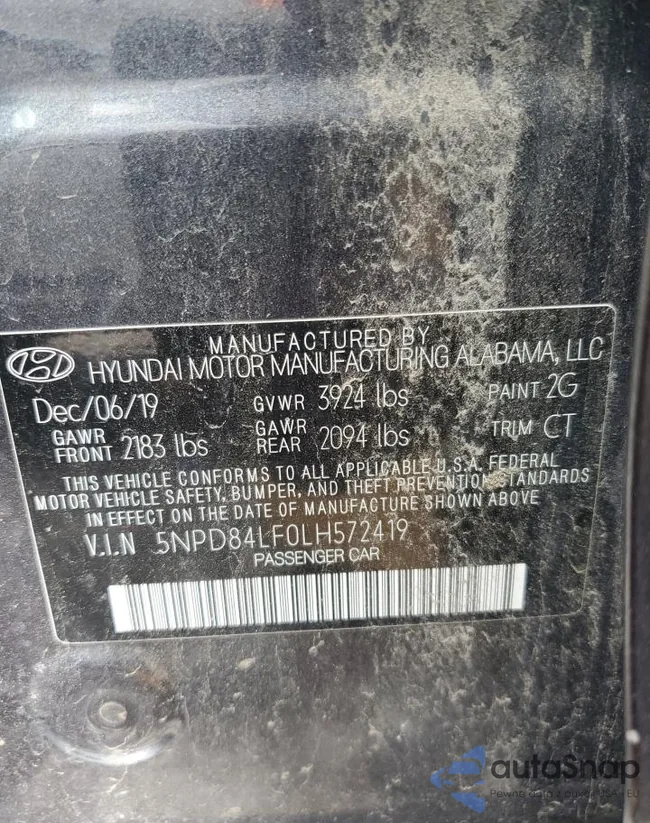 MANUFACTURED BY
HYUNDAI MOTOR MANUFACTURING ALABAMA, LLC
Dec/06/19 GVWR 3924 lbs PAINT 2G
GAWR FRONT 2183 lbs GAWR REAR 2094 lbs TRIM CT
THIS VEHICLE CONFORMS TO ALL APPLICABLE U.S.A. FEDERAL
MOTOR VEHICLE SAFETY, BUMPER, AND THEFT PREVENTION STANDARDS
IN EFFECT ON THE DATE OF MANUFACTURE SHOWN ABOVE
V.I.N 5NPD84LF0LH572419
PASSENGER CAR
autoSnap
Pewne auta z